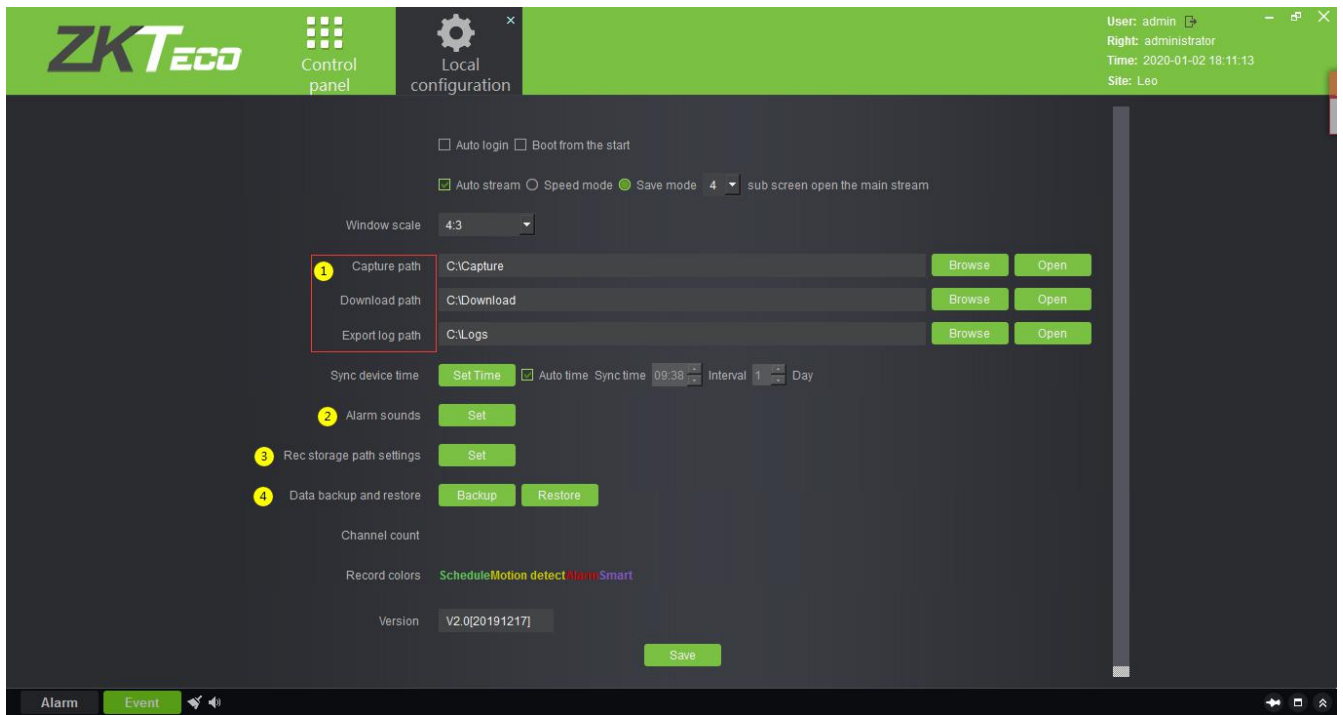 ZKTeco
Control panel
Local configuration
User: admin
Right: administrator
Time: 2020-01-02 18:11:13
Site: Leo
Auto login Boot from the start
Auto stream Speed mode Save mode 4 sub screen open the main stream
Window scale 4:3
1 Capture path C:\Capture Browse Open
Download path C:\Download Browse Open
Export log path C:\Logs Browse Open
Sync device time Set Time Auto time Sync time 09:38 Interval 1 Day
2 Alarm sounds Set
3 Rec storage path settings Set
4 Data backup and restore Backup Restore
Channel count
Record colors Schedule Motion detect Alarm Smart
Version V2.0[20191217]
Save
Alarm Event